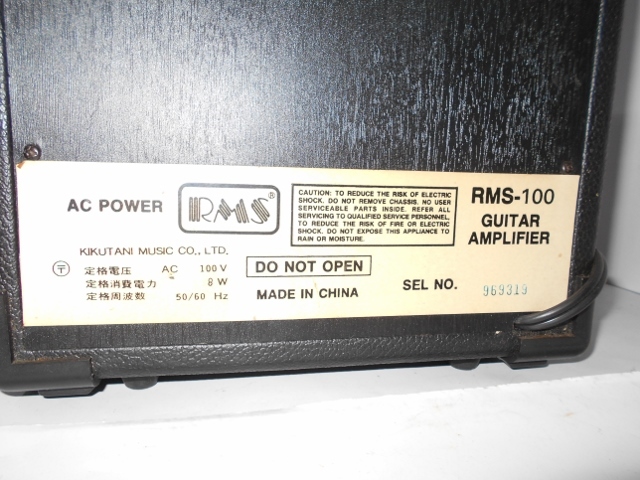 AC POWER
RMS®
CAUTION: TO REDUCE THE RISK OF ELECTRIC
SHOCK. DO NOT REMOVE CHASSIS, NO USER
SERVICEABLE PARTS INSIDE. REFER ALL
SERVICING TO QUALIFIED SERVICE PERSONNEL,
TO REDUCE THE RISK OF FIRE OR ELECTRIC
SHOCK. DO NOT EXPOSE THIS APPLIANCE TO
RAIN OR MOISTURE.
RMS-100
GUITAR
AMPLIFIER
KIKUTANI MUSIC CO., LTD.
〒 定格電圧 AC 100V
定格消費電力 8W
定格周波数 50/60 Hz
DO NOT OPEN
MADE IN CHINA
SEL NO. 969319